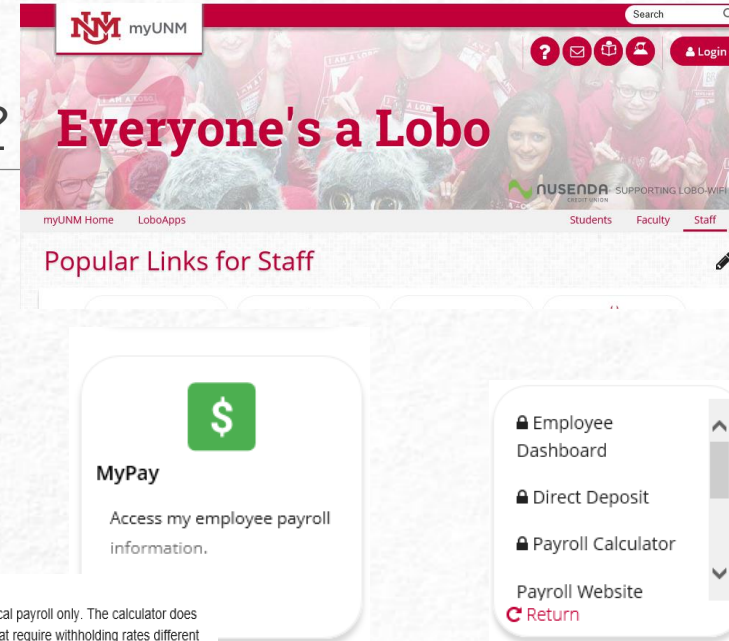 UNM myUNM
Search
? Login
?
Everyone's a Lobo
NUSENDA SUPPORTING LOBO-WIFI
CREDIT UNION
myUNM Home LoboApps Students Faculty Staff
Popular Links for Staff
$
MyPay
Access my employee payroll
information.
Employee
Dashboard
Direct Deposit
Payroll Calculator
Payroll Website
Return
cal payroll only. The calculator does
at require withholding rates different